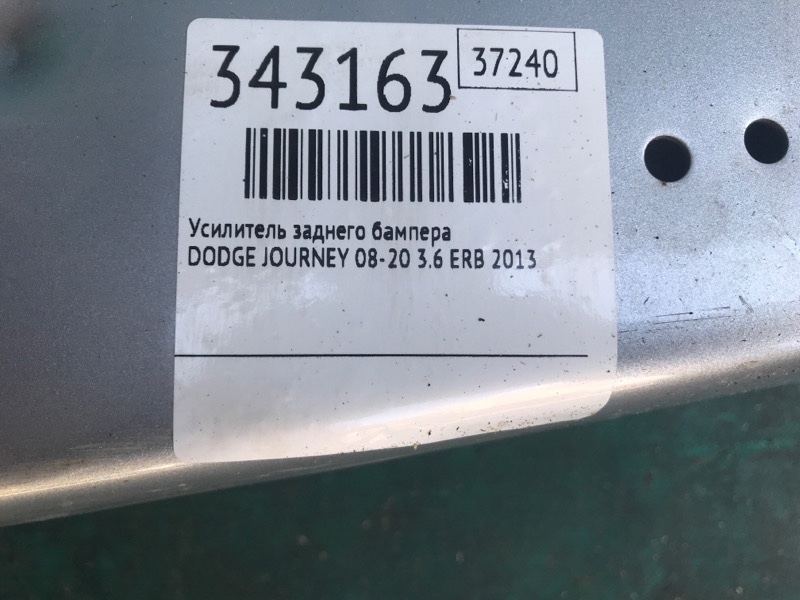 343163
37240
Усилитель заднего бампера
DODGE JOURNEY 08-20 3.6 ERB 2013